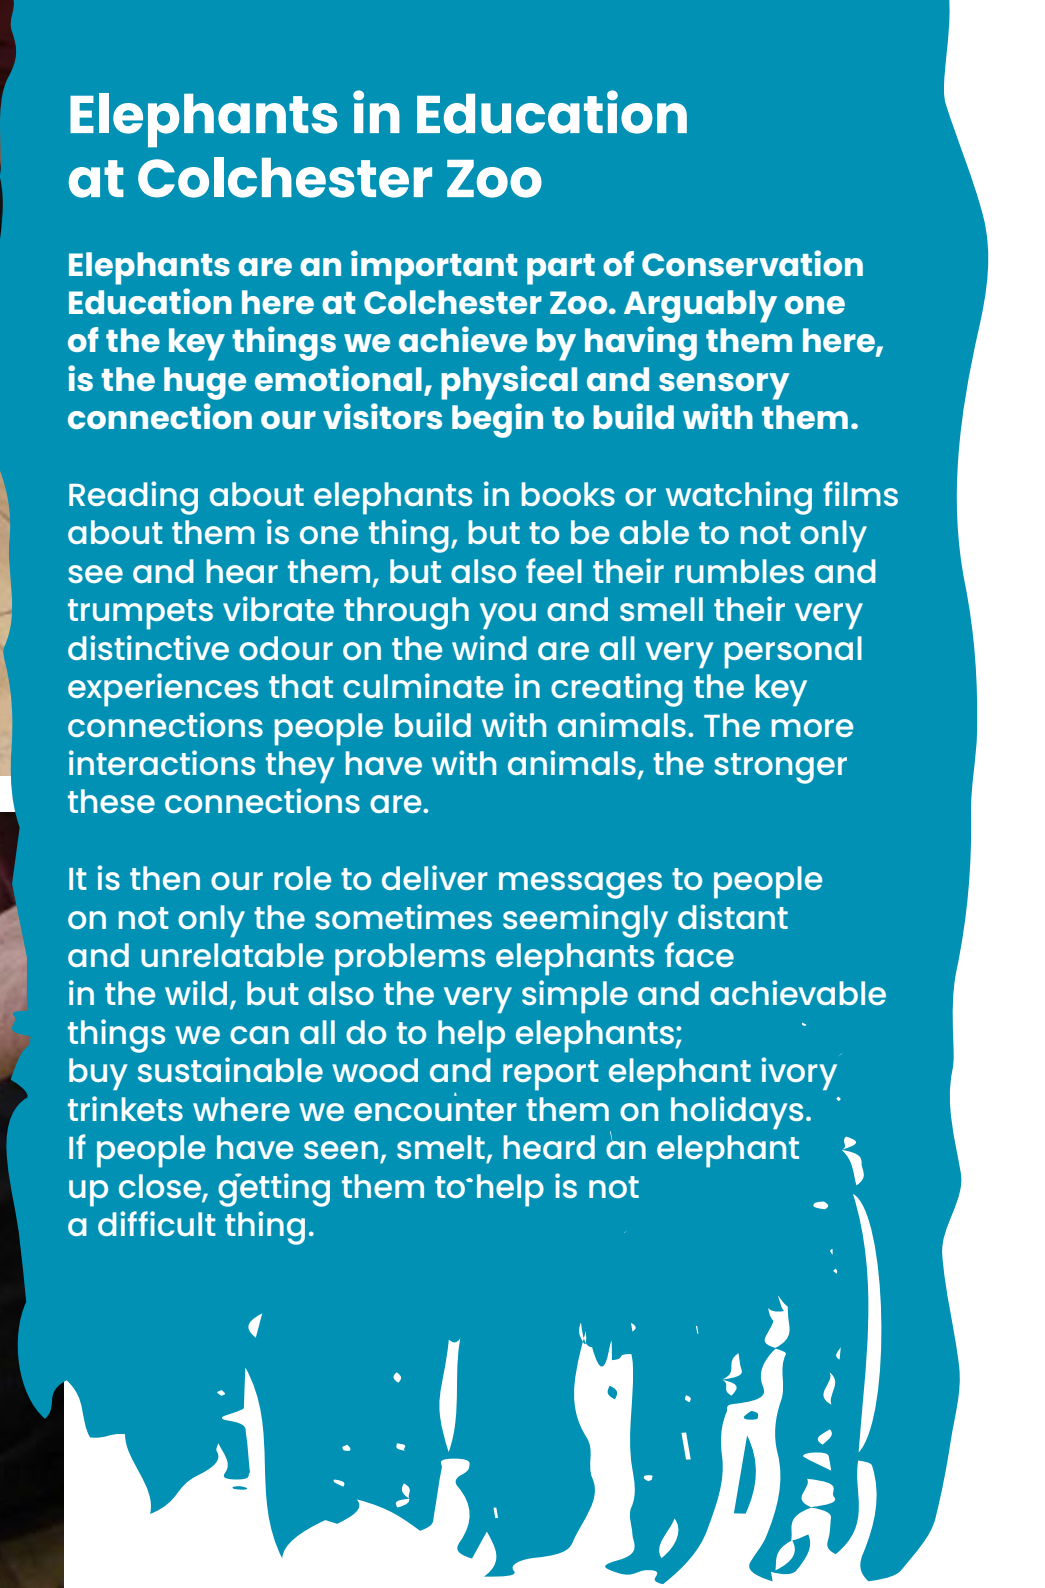 Elephants in Education
at Colchester Zoo
Elephants are an important part of Conservation
Education here at Colchester Zoo. Arguably one
of the key things we achieve by having them here,
is the huge emotional, physical and sensory
connection our visitors begin to build with them.
Reading about elephants in books or watching films
about them is one thing, but to be able to not only
see and hear them, but also feel their rumbles and
trumpets vibrate through you and smell their very
distinctive odour on the wind are all very personal
experiences that culminate in creating the key
connections people build with animals. The more
interactions they have with animals, the stronger
these connections are.
It is then our role to deliver messages to people
on not only the sometimes seemingly distant
and unrelatable problems elephants face
in the wild, but also the very simple and achievable
things we can all do to help elephants;
buy sustainable wood and report elephant ivory
trinkets where we encounter them on holidays.
If people have seen, smelt, heard an elephant
up close, getting them to help is not
a difficult thing.